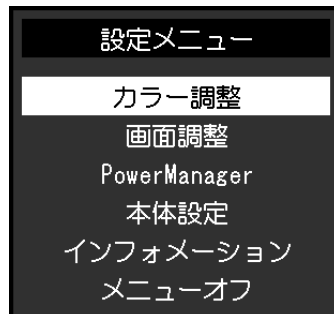 設定メニュー
カラー調整
画面調整
PowerManager
本体設定
インフォメーション
メニューオフ